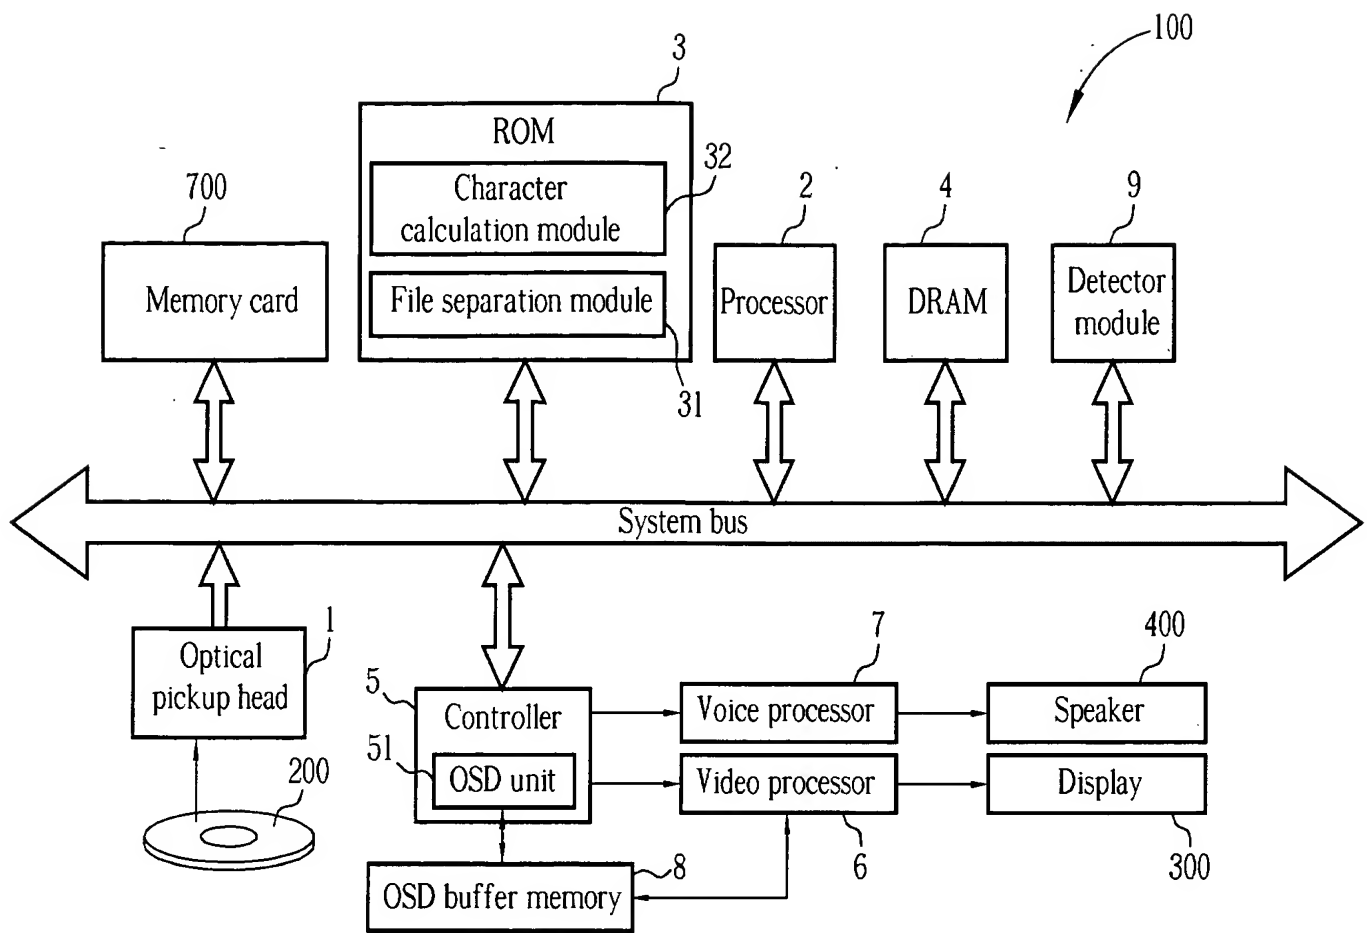 100
3
ROM
32
Character
calculation module
File separation module
31
700
Memory card
2
Processor
4
DRAM
9
Detector
module
System bus
1
Optical
pickup head
200
5
Controller
51
OSD unit
7
Voice processor
400
Speaker
Video processor
6
Display
300
8
OSD buffer memory